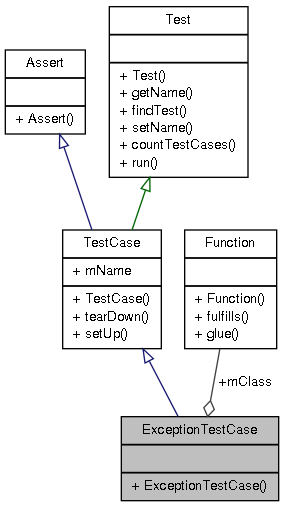 Test
+ Test()
+ getName()
+ findTest()
+ setName()
+ countTestCases()
+ run()
Assert
+ Assert()
TestCase
+ mName
+ TestCase()
+ tearDown()
+ setUp()
Function
+ Function()
+ fulfills()
+ glue()
+mClass
ExceptionTestCase
+ ExceptionTestCase()